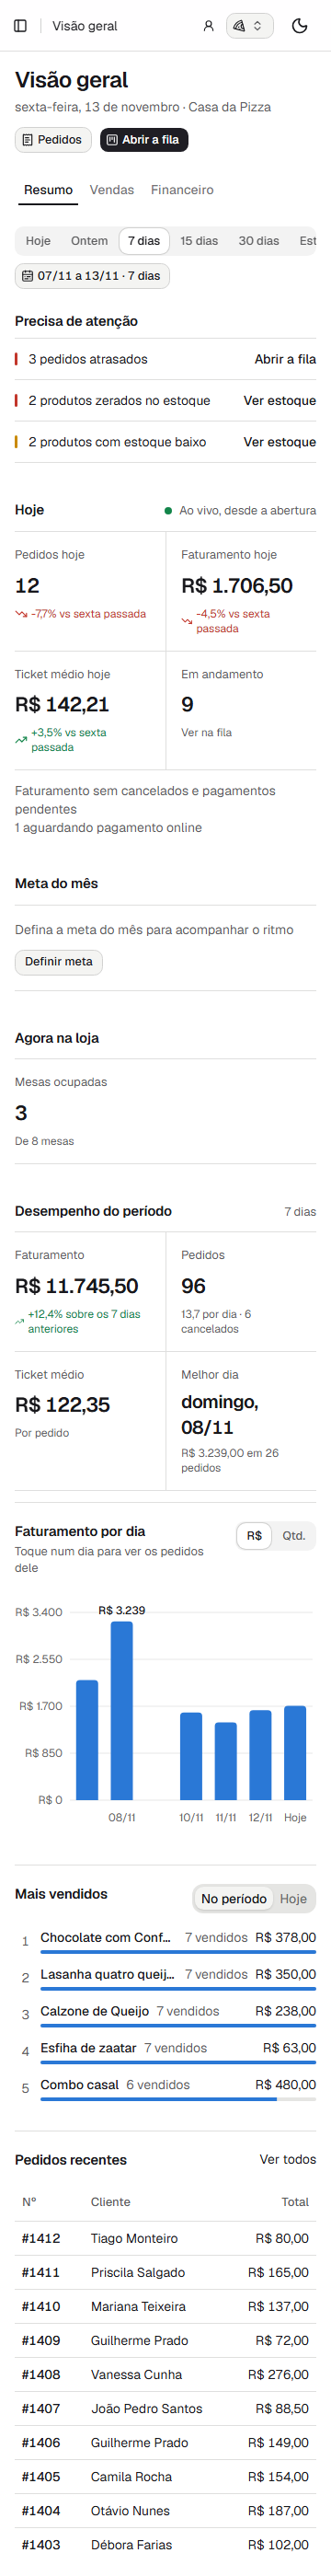 Visão geral
Visão geral
sexta-feira, 13 de novembro · Casa da Pizza
Pedidos
Abrir a fila
Resumo Vendas Financeiro
Hoje Ontem 7 dias 15 dias 30 dias Est
07/11 a 13/11 · 7 dias
Precisa de atenção
3 pedidos atrasados Abrir a fila
2 produtos zerados no estoque Ver estoque
2 produtos com estoque baixo Ver estoque
Hoje Ao vivo, desde a abertura
Pedidos hoje
12
-7,7% vs sexta passada
Faturamento hoje
R$ 1.706,50
-4,5% vs sexta
passada
Ticket médio hoje
R$ 142,21
+3,5% vs sexta
passada
Em andamento
9
Ver na fila
Faturamento sem cancelados e pagamentos
pendentes
1 aguardando pagamento online
Meta do mês
Defina a meta do mês para acompanhar o ritmo
Definir meta
Agora na loja
Mesas ocupadas
3
De 8 mesas
Desempenho do período 7 dias
Faturamento
R$ 11.745,50
+12,4% sobre os 7 dias
anteriores
Pedidos
96
13,7 por dia · 6
cancelados
Ticket médio
R$ 122,35
Por pedido
Melhor dia
domingo,
08/11
R$ 3.239,00 em 26
pedidos
Faturamento por dia
Toque num dia para ver os pedidos
dele
R$ Qtd.
R$ 3.400
R$ 3.239
R$ 2.550
R$ 1.700
R$ 850
R$ 0
08/11 10/11 11/11 12/11 Hoje
Mais vendidos
No período Hoje
1 Chocolate com Conf... 7 vendidos R$ 378,00
2 Lasanha quatro queij... 7 vendidos R$ 350,00
3 Calzone de Queijo 7 vendidos R$ 238,00
4 Esfiha de zaatar 7 vendidos R$ 63,00
5 Combo casal 6 vendidos R$ 480,00
Pedidos recentes Ver todos
N° Cliente Total
#1412 Tiago Monteiro R$ 80,00
#1411 Priscila Salgado R$ 165,00
#1410 Mariana Teixeira R$ 137,00
#1409 Guilherme Prado R$ 72,00
#1408 Vanessa Cunha R$ 276,00
#1407 João Pedro Santos R$ 88,50
#1406 Guilherme Prado R$ 149,00
#1405 Camila Rocha R$ 154,00
#1404 Otávio Nunes R$ 187,00
#1403 Débora Farias R$ 102,00